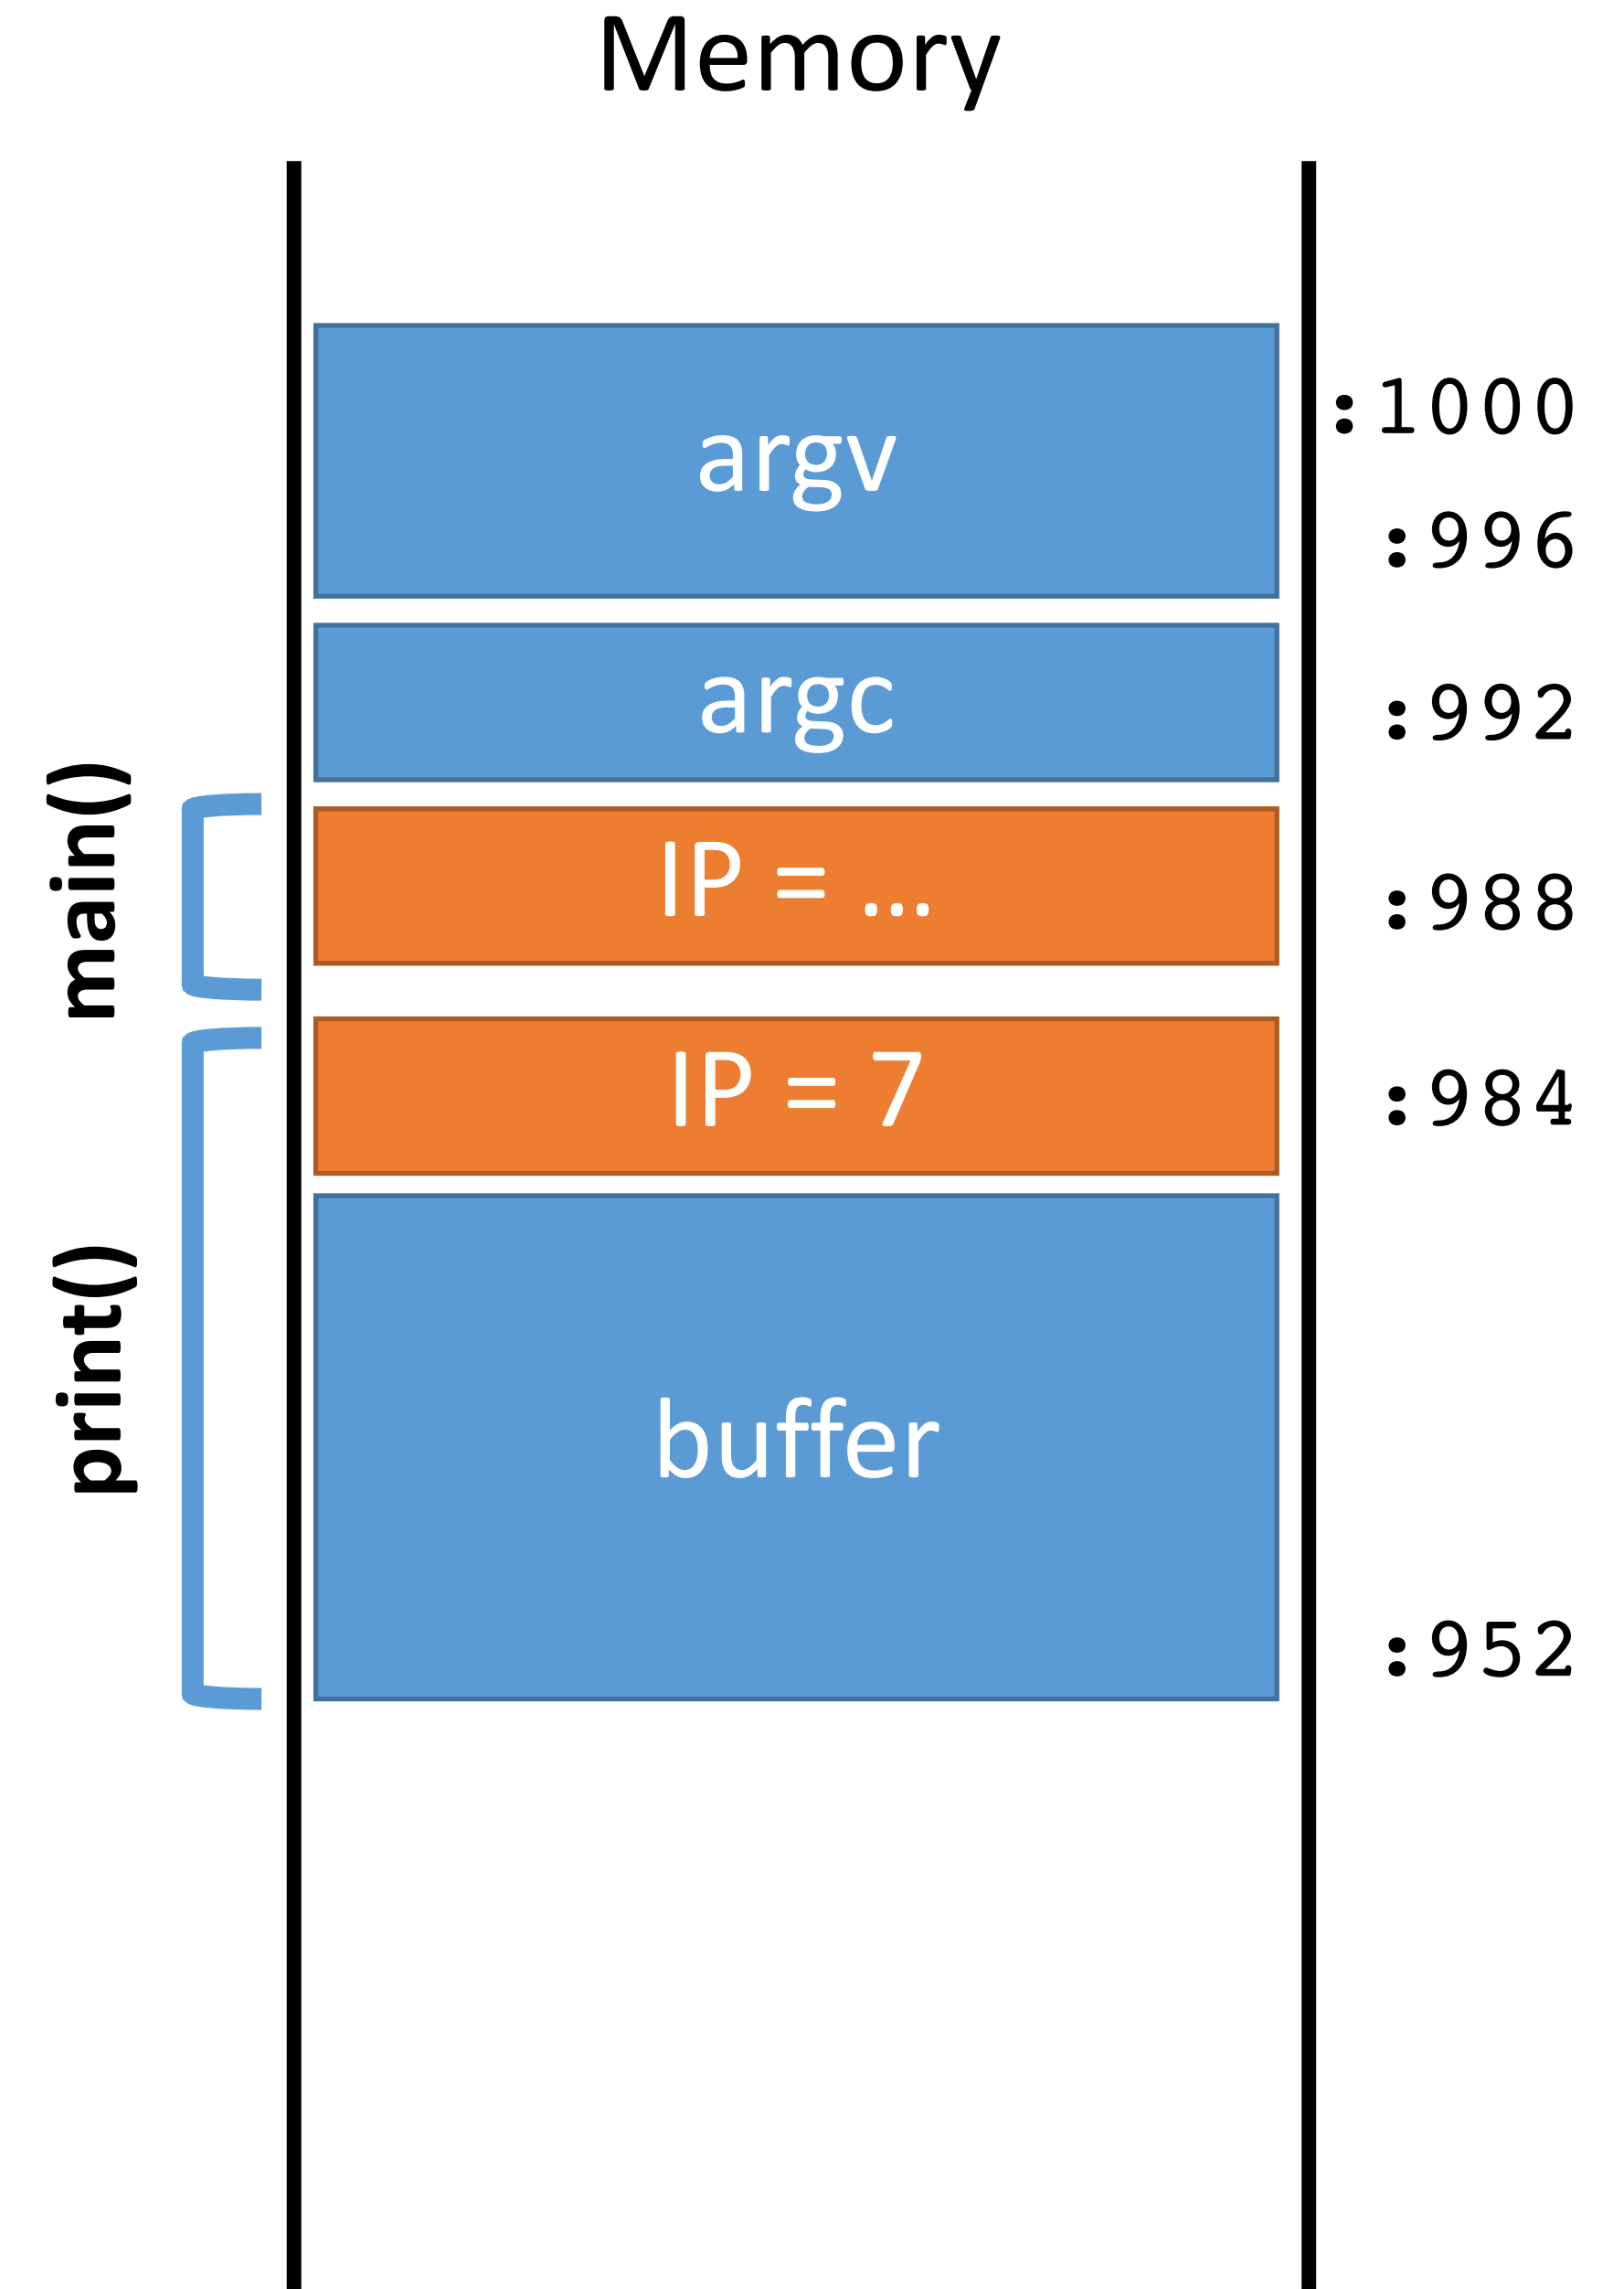 Memory
argv
:1000
:996
argc
:992
main()
IP = ...
:988
IP = 7
:984
print()
buffer
:952